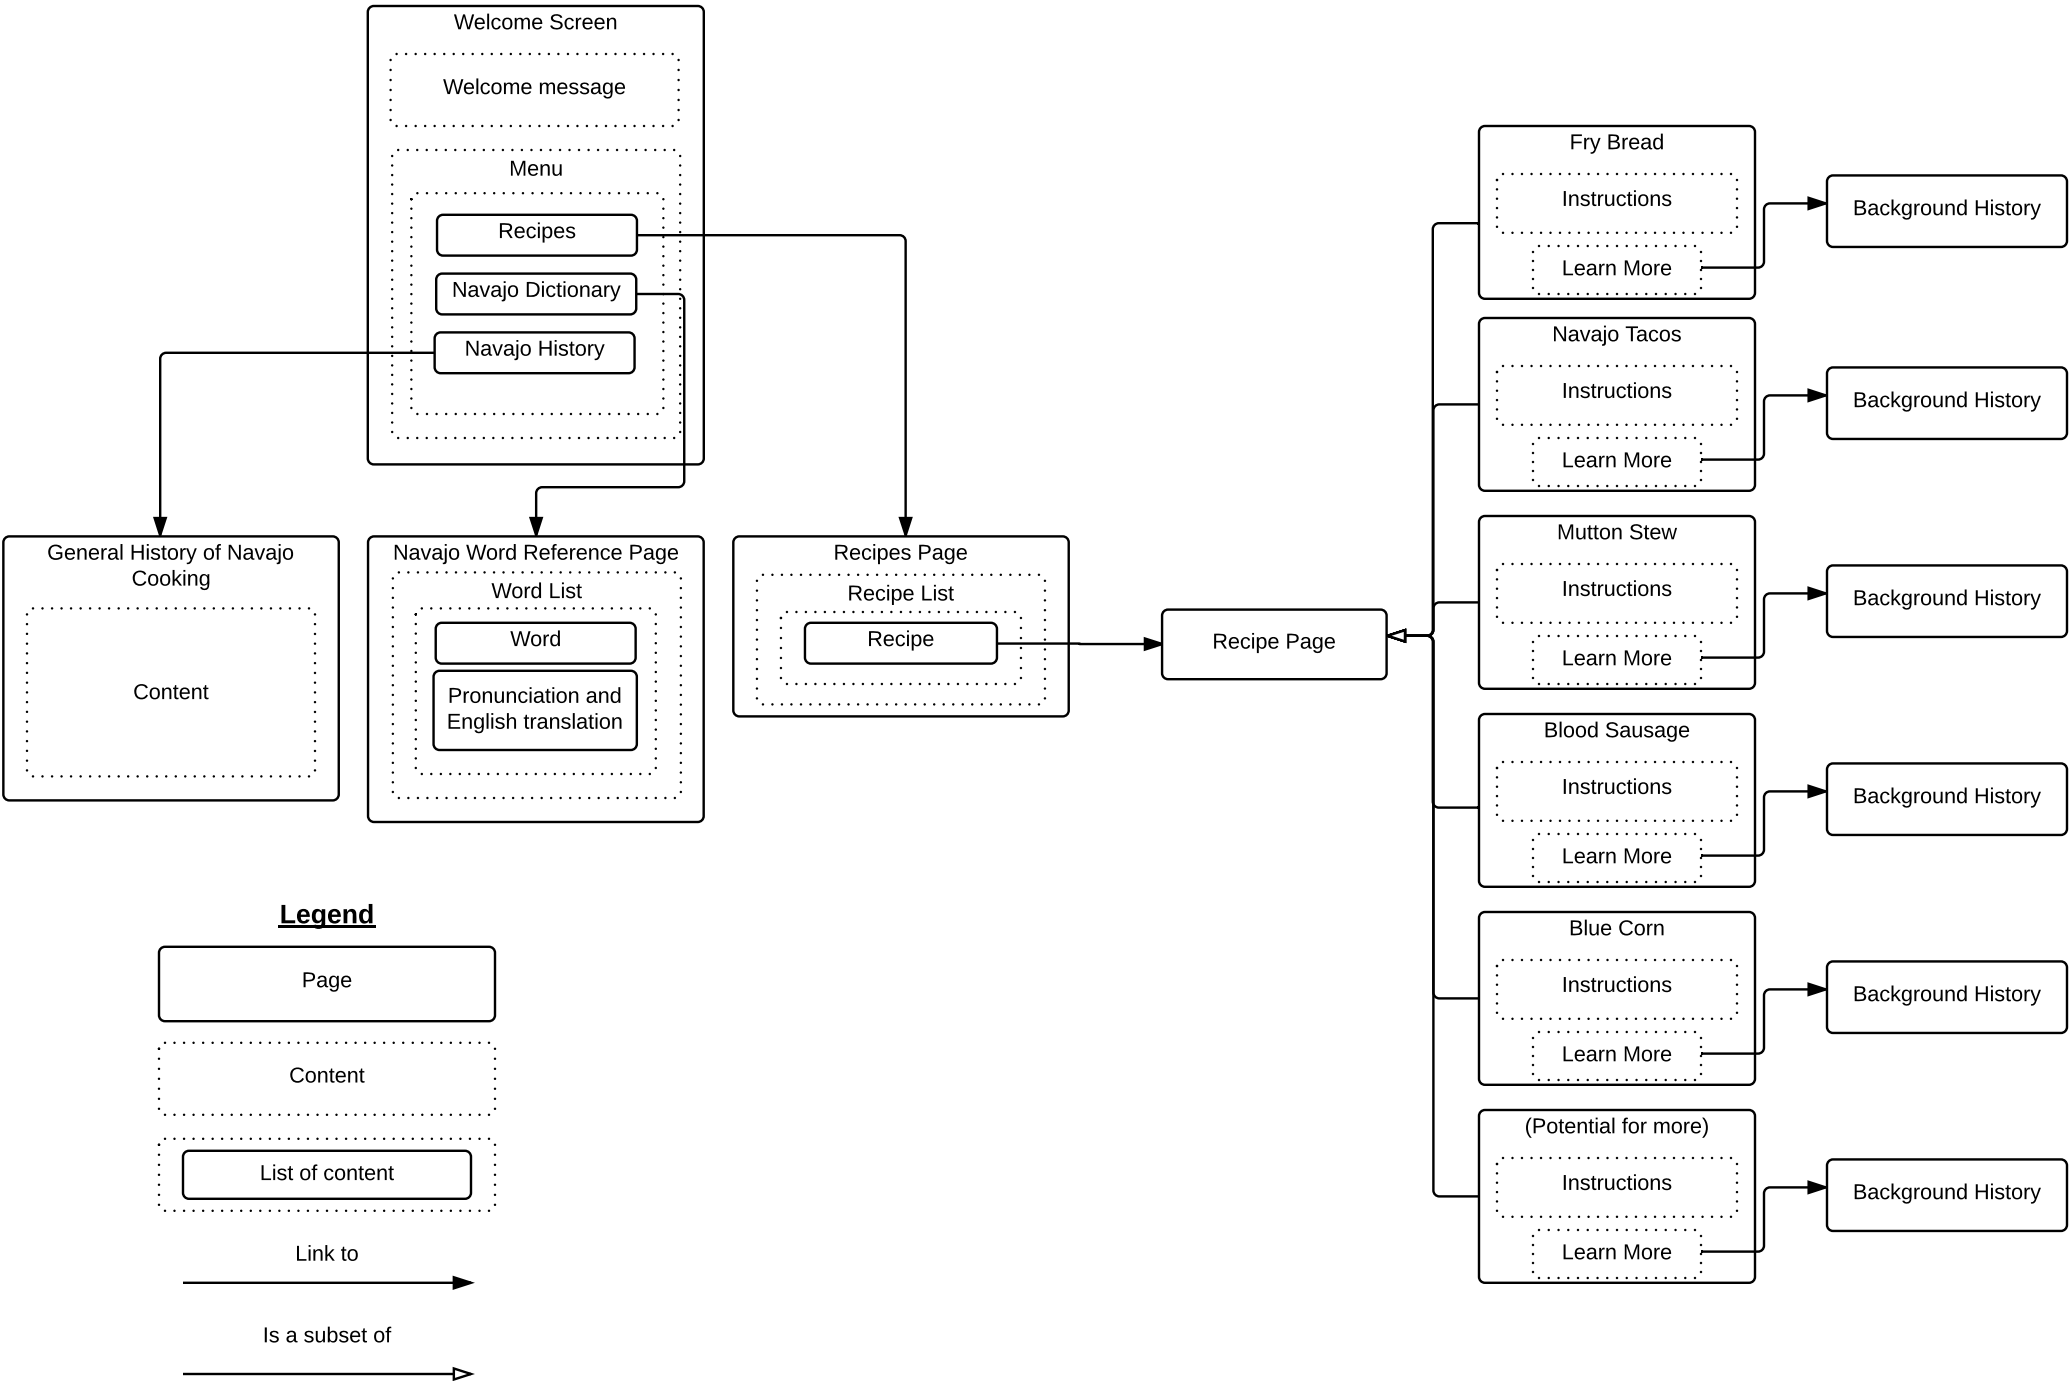 Welcome Screen
Welcome message
Menu
Recipes
Navajo Dictionary
Navajo History
General History of Navajo
Cooking
Content
Navajo Word Reference Page
Word List
Word
Pronunciation and
English translation
Recipes Page
Recipe List
Recipe
Recipe Page
Fry Bread
Instructions
Learn More
Background History
Navajo Tacos
Instructions
Learn More
Background History
Mutton Stew
Instructions
Learn More
Background History
Blood Sausage
Instructions
Learn More
Background History
Blue Corn
Instructions
Learn More
Background History
(Potential for more)
Instructions
Learn More
Background History
Legend
Page
Content
List of content
Link to
Is a subset of